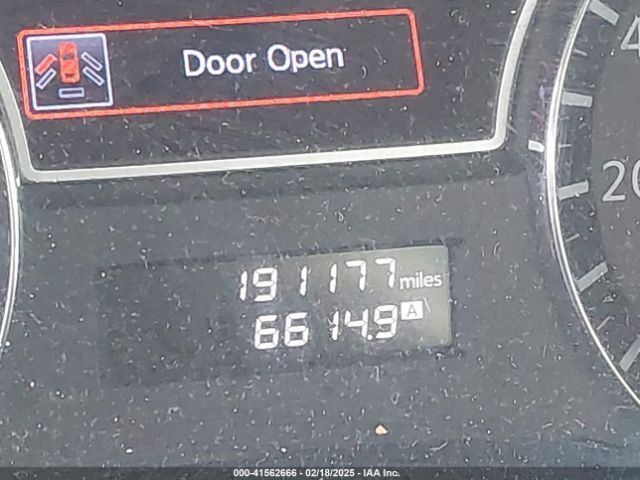 Door Open
4
20
191177 miles
6614.9 A
000-41562666 - 02/18/2025 - IAA Inc.